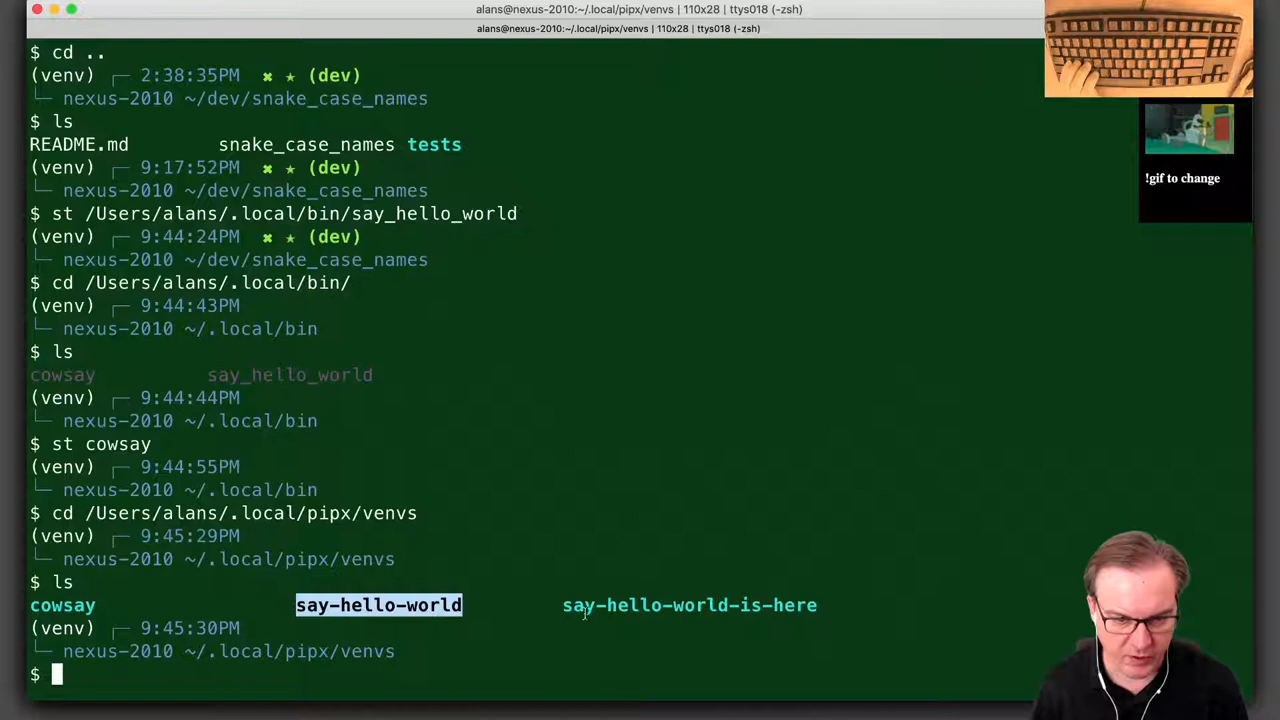 alans@nexus-2010:~/.local/pipx/venvs | 110x28 | ttys018 (-zsh)
alans@nexus-2010:~/.local/pipx/venvs | 110x28 | ttys018 (-zsh)
$ cd ..
(venv) ┌─ 2:38:35PM ✖ ★ (dev)
└─ nexus-2010 ~/dev/snake_case_names
$ ls
README.md snake_case_names tests
(venv) ┌─ 9:17:52PM ✖ ★ (dev)
└─ nexus-2010 ~/dev/snake_case_names
$ st /Users/alans/.local/bin/say_hello_world
(venv) ┌─ 9:44:24PM ✖ ★ (dev)
└─ nexus-2010 ~/dev/snake_case_names
$ cd /Users/alans/.local/bin/
(venv) ┌─ 9:44:43PM
└─ nexus-2010 ~/.local/bin
$ ls
cowsay say_hello_world
(venv) ┌─ 9:44:44PM
└─ nexus-2010 ~/.local/bin
$ st cowsay
(venv) ┌─ 9:44:55PM
└─ nexus-2010 ~/.local/bin
$ cd /Users/alans/.local/pipx/venvs
(venv) ┌─ 9:45:29PM
└─ nexus-2010 ~/.local/pipx/venvs
$ ls
cowsay say-hello-world say-hello-world-is-here
(venv) ┌─ 9:45:30PM
└─ nexus-2010 ~/.local/pipx/venvs
$
!gif to change